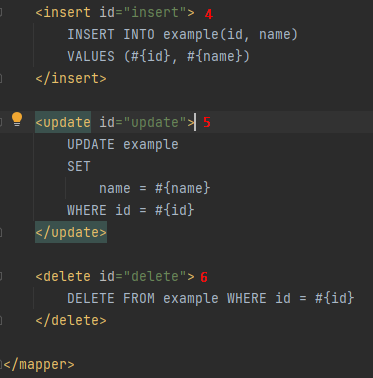 <insert id="insert"> 4
INSERT INTO example(id, name)
VALUES (#{id}, #{name})
</insert>
<update id="update"> 5
UPDATE example
SET
name = #{name}
WHERE id = #{id}
</update>
<delete id="delete"> 6
DELETE FROM example WHERE id = #{id}
</delete>
</mapper>